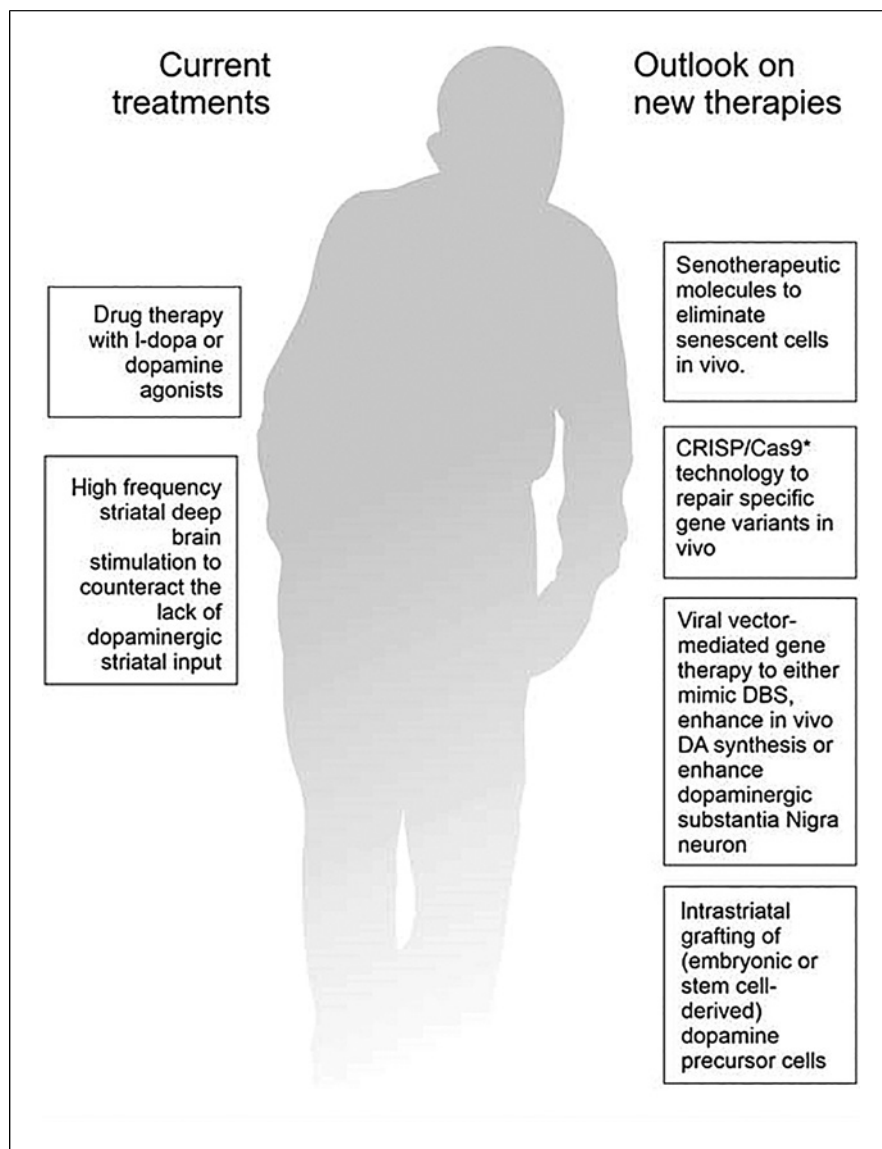 Current
treatments
Drug therapy
with l-dopa or
dopamine
agonists
High frequency
striatal deep
brain
stimulation to
counteract the
lack of
dopaminergic
striatal input
Outlook on
new therapies
Senotherapeutic
molecules to
eliminate
senescent cells
in vivo.
CRISP/Cas9*
technology to
repair specific
gene variants in
vivo
Viral vector-
mediated gene
therapy to either
mimic DBS,
enhance in vivo
DA synthesis or
enhance
dopaminergic
substantia Nigra
neuron
Intrastriatal
grafting of
(embryonic or
stem cell-
derived)
dopamine
precursor cells